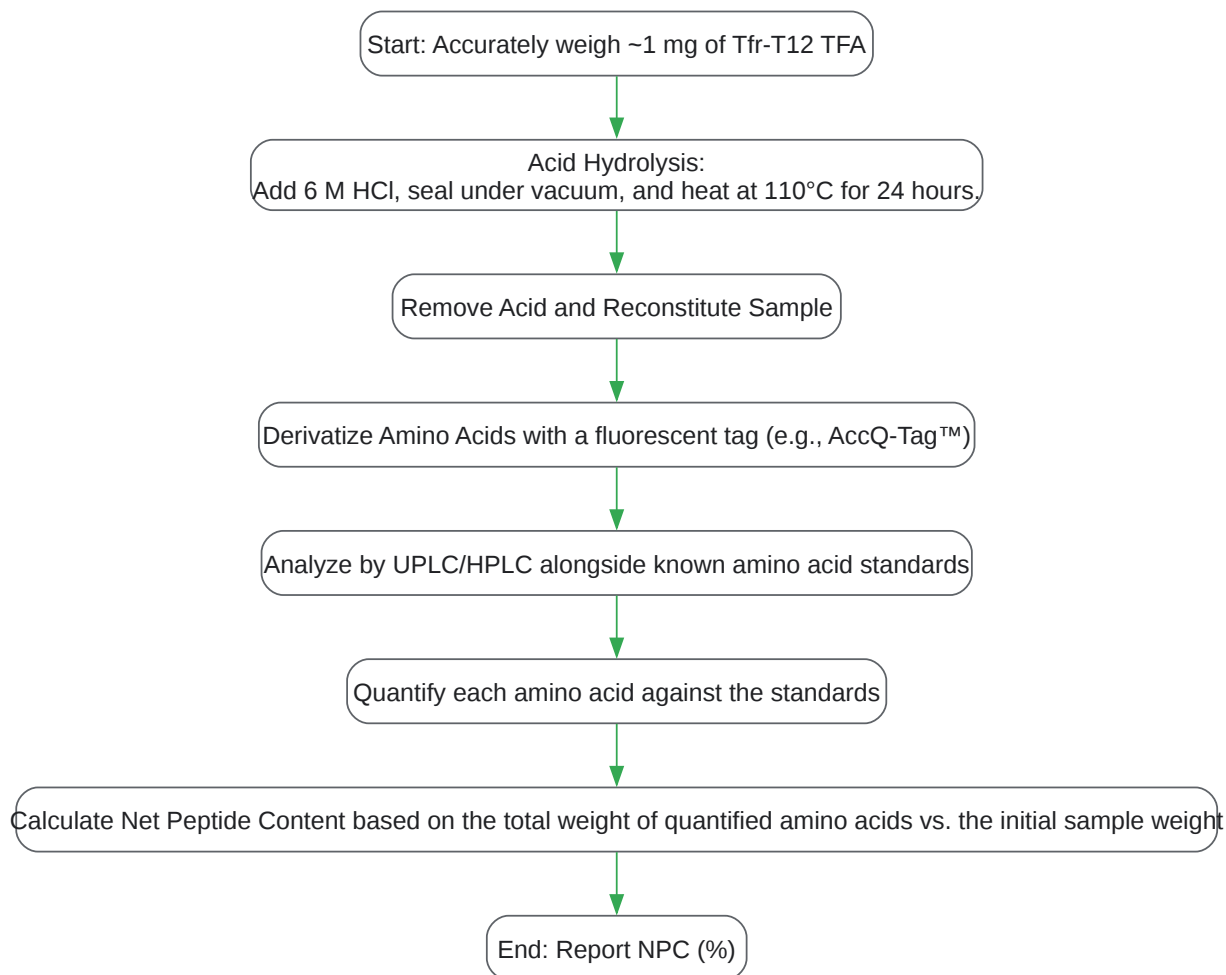 Start: Accurately weigh ~1 mg of Tfr-T12 TFA
Acid Hydrolysis:
Add 6 M HCl, seal under vacuum, and heat at 110°C for 24 hours.
Remove Acid and Reconstitute Sample
Derivatize Amino Acids with a fluorescent tag (e.g., AccQ-Tag™)
Analyze by UPLC/HPLC alongside known amino acid standards
Quantify each amino acid against the standards
Calculate Net Peptide Content based on the total weight of quantified amino acids vs. the initial sample weight
End: Report NPC (%)